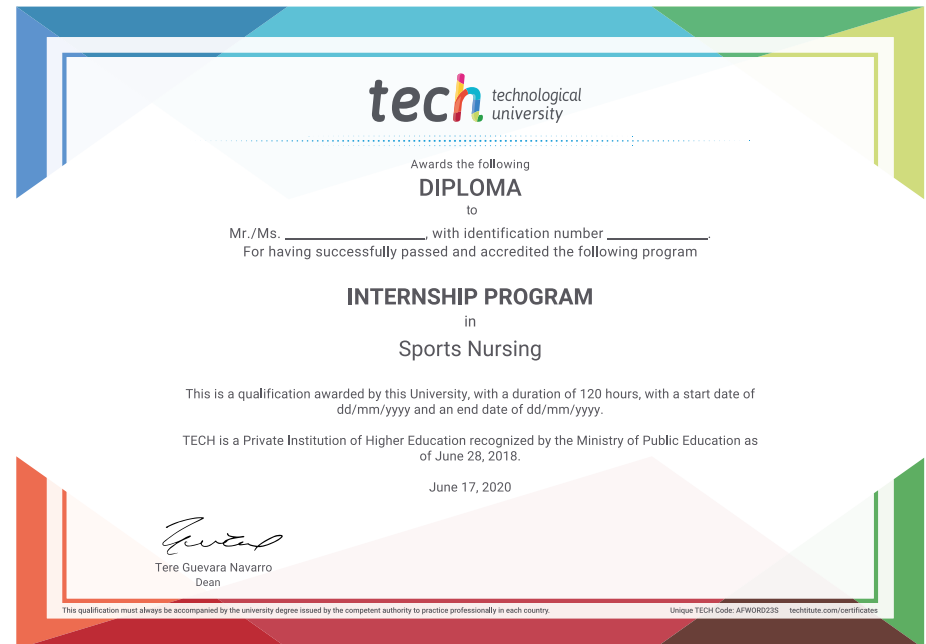 tech technological
university
Awards the following
DIPLOMA
to
Mr./Ms. ____________________, with identification number ______________.
For having successfully passed and accredited the following program
INTERNSHIP PROGRAM
in
Sports Nursing
This is a qualification awarded by this University, with a duration of 120 hours, with a start date of
dd/mm/yyyy and an end date of dd/mm/yyyy.
TECH is a Private Institution of Higher Education recognized by the Ministry of Public Education as
of June 28, 2018.
June 17, 2020
Tere Guevara Navarro
Dean
This qualification must always be accompanied by the university degree issued by the competent authority to practice professionally in each country. Unique TECH Code: AFWORD23S techtitute.com/certificates